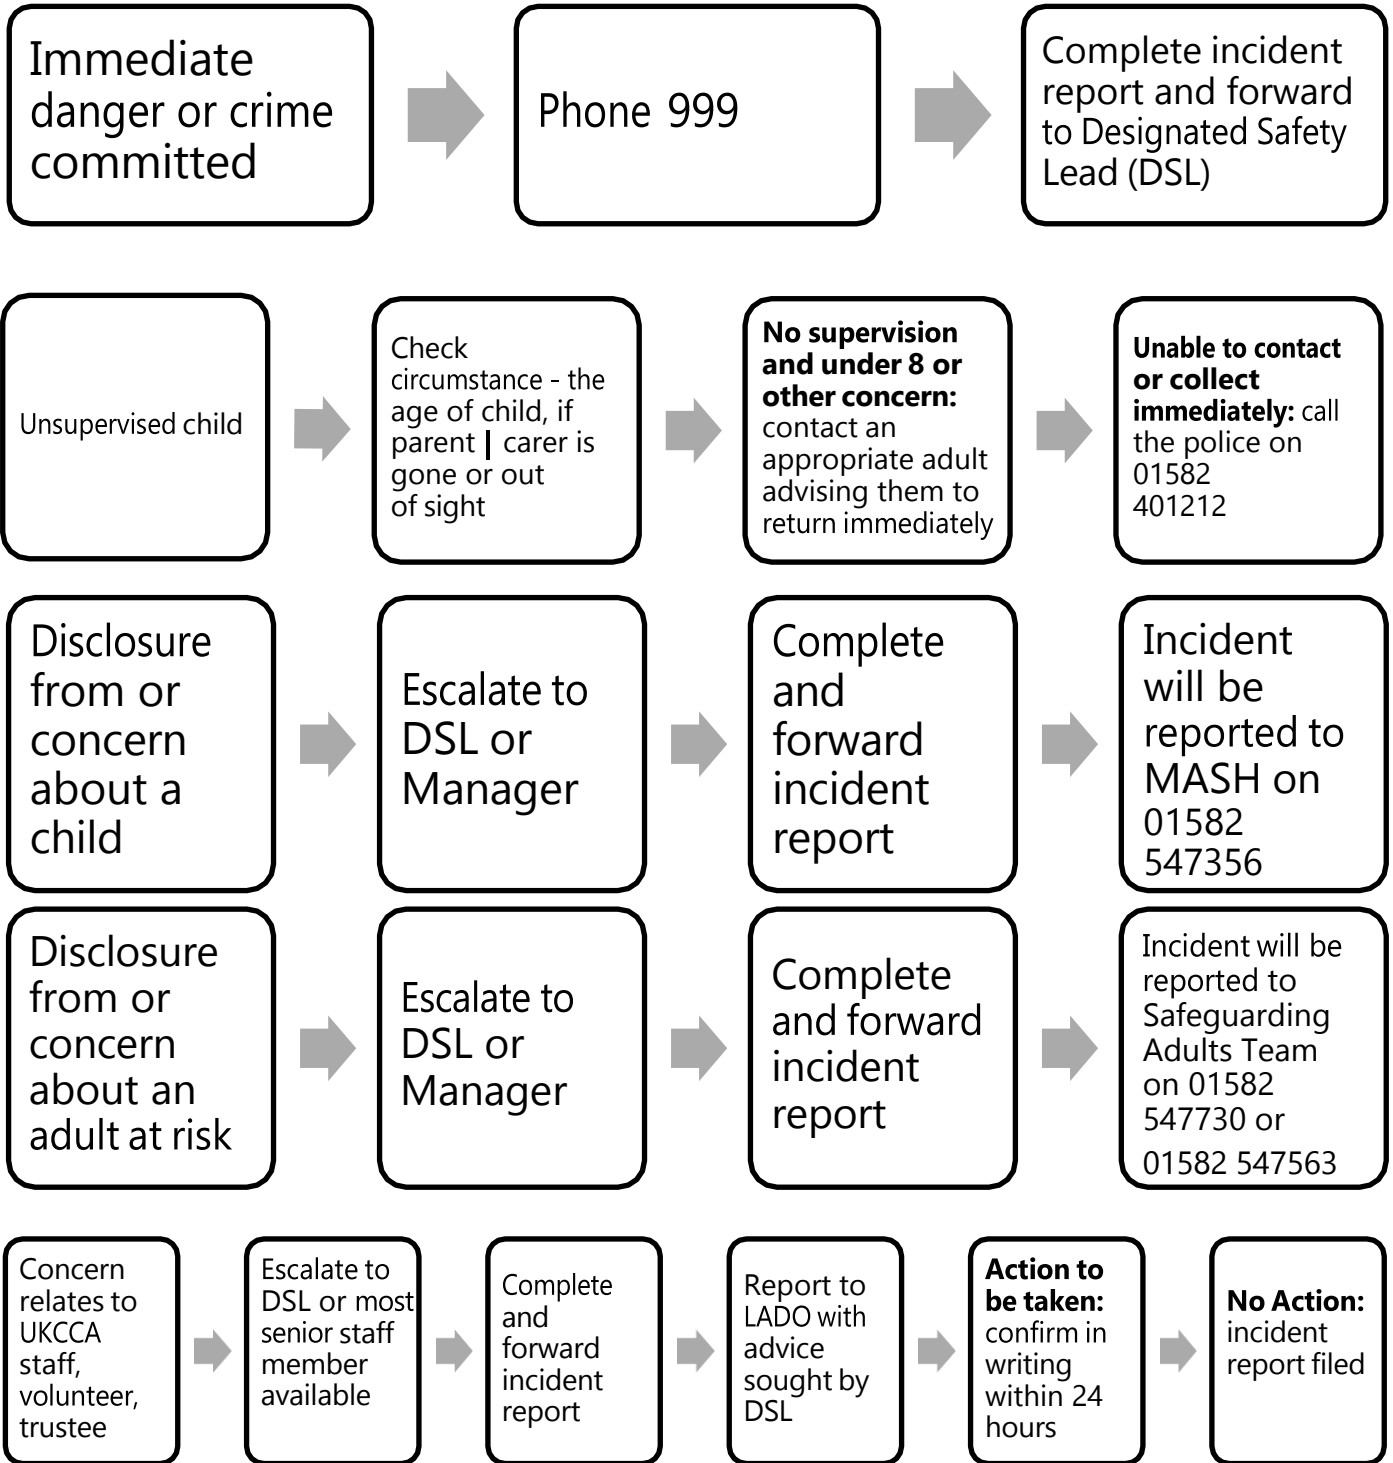 Immediate
danger or crime
committed
Phone 999
Complete incident
report and forward
to Designated Safety
Lead (DSL)
Unsupervised child
Check
circumstance - the
age of child, if
parent | carer is
gone or out
of sight
No supervision
and under 8 or
other concern:
contact an
appropriate adult
advising them to
return immediately
Unable to contact
or collect
immediately: call
the police on
01582
401212
Disclosure
from or
concern
about a
child
Escalate to
DSL or
Manager
Complete
and
forward
incident
report
Incident
will be
reported to
MASH on
01582
547356
Disclosure
from or
concern
about an
adult at risk
Escalate to
DSL or
Manager
Complete
and forward
incident
report
Incident will be
reported to
Safeguarding
Adults Team
on 01582
547730 or
01582 547563
Concern
relates to
UKCCA
staff,
volunteer,
trustee
Escalate to
DSL or most
senior staff
member
available
Complete
and
forward
incident
report
Report to
LADO with
advice
sought by
DSL
Action to
be taken:
confirm in
writing
within 24
hours
No Action:
incident
report filed